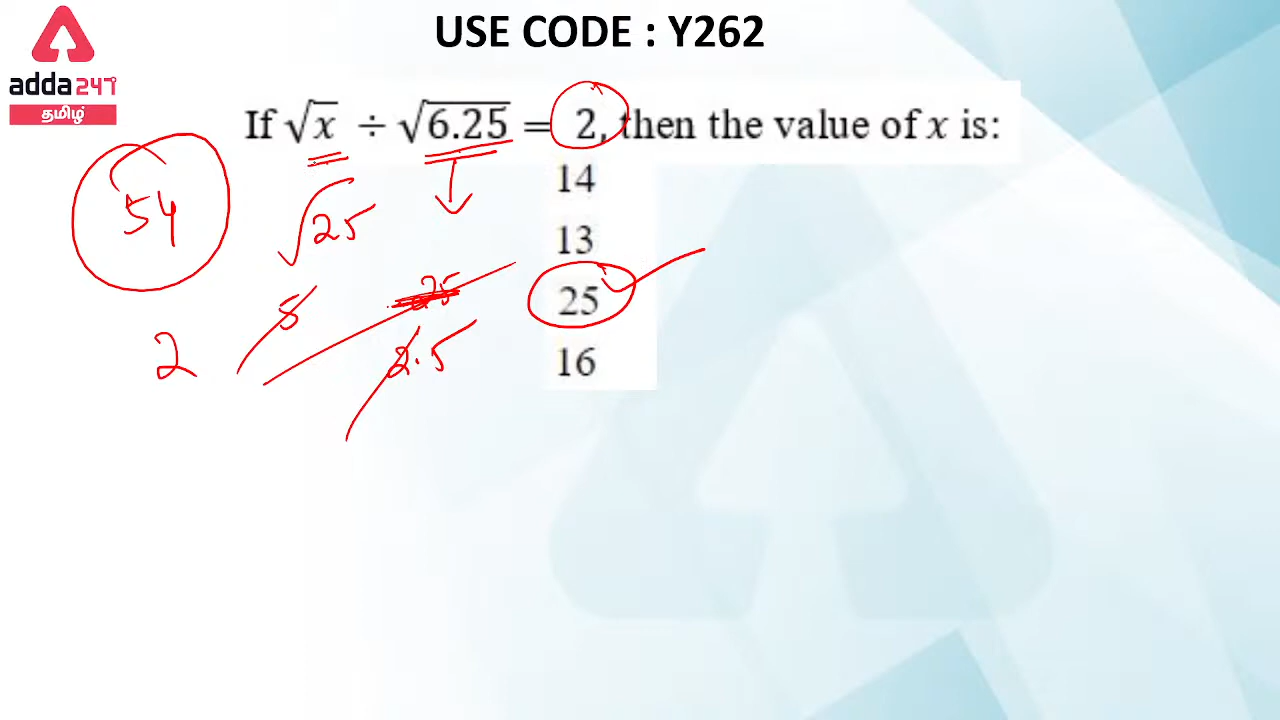 USE CODE : Y262
adda247
தமிழ்
If √x ÷ √6.25 = 2, then the value of x is:
14
13
25
16
54
√25
5
.25
2
2.5